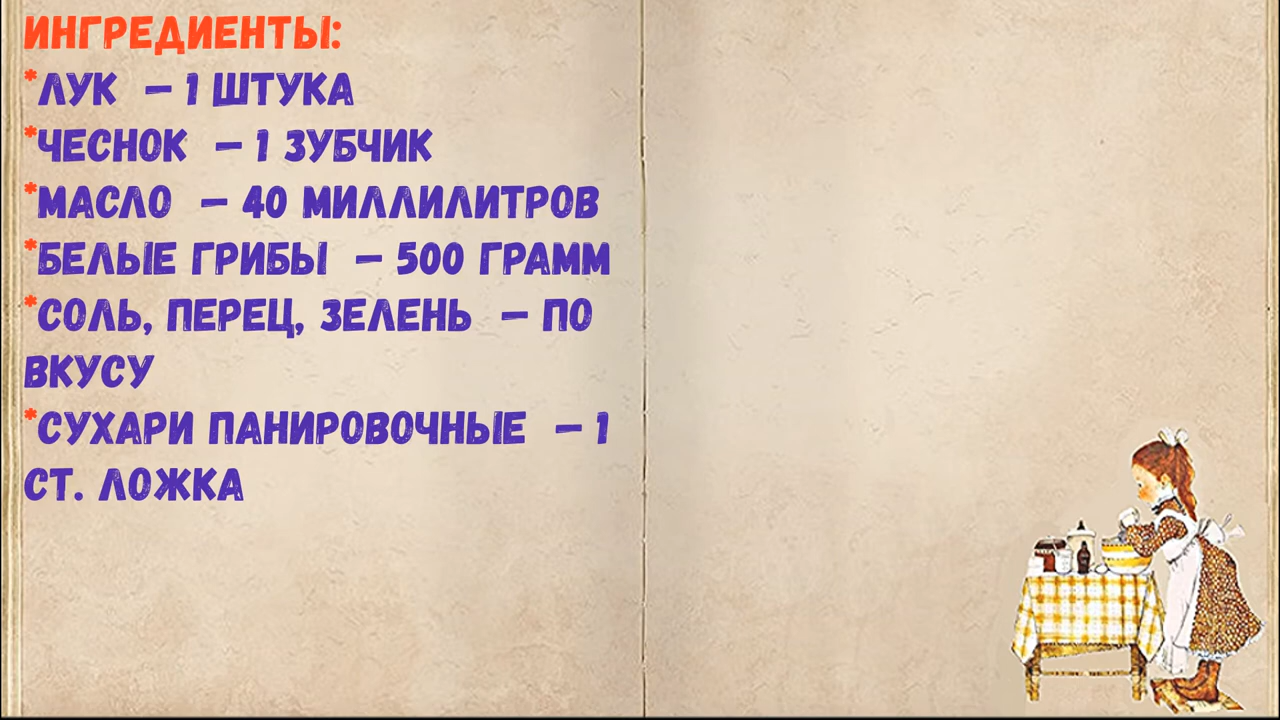 ИНГРЕДИЕНТЫ:
*ЛУК – 1 ШТУКА
*ЧЕСНОК – 1 ЗУБЧИК
*МАСЛО – 40 МИЛЛИЛИТРОВ
*БЕЛЫЕ ГРИБЫ – 500 ГРАММ
*СОЛЬ, ПЕРЕЦ, ЗЕЛЕНЬ – ПО
ВКУСУ
*СУХАРИ ПАНИРОВОЧНЫЕ – 1
СТ. ЛОЖКА